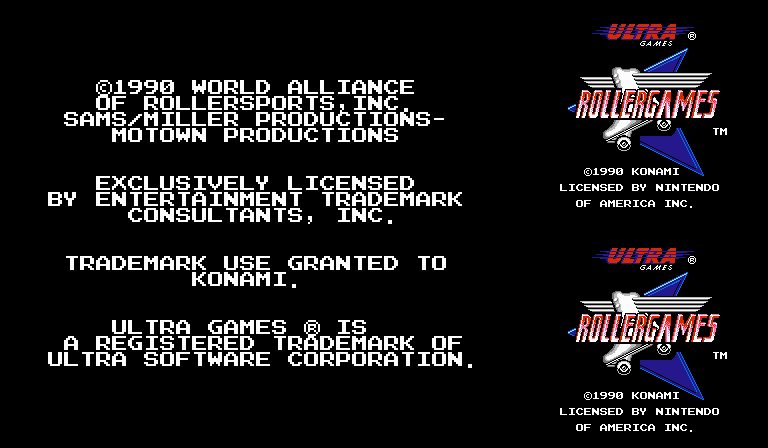 ©1990 WORLD ALLIANCE
OF ROLLERSPORTS,INC.
SAMS/MILLER PRODUCTIONS-
MOTOWN PRODUCTIONS
EXCLUSIVELY LICENSED
BY ENTERTAINMENT TRADEMARK
CONSULTANTS, INC.
TRADEMARK USE GRANTED TO
KONAMI.
ULTRA GAMES ® IS
A REGISTERED TRADEMARK OF
ULTRA SOFTWARE CORPORATION.
ULTRA ®
GAMES
ROLLERGAMES
TM
©1990 KONAMI
LICENSED BY NINTENDO
OF AMERICA INC.
ULTRA ®
GAMES
ROLLERGAMES
TM
©1990 KONAMI
LICENSED BY NINTENDO
OF AMERICA INC.